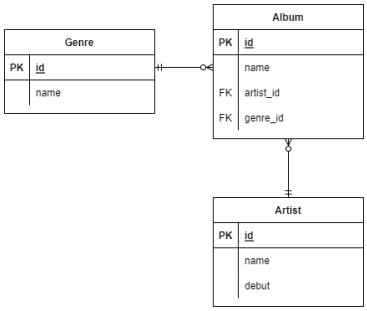 Genre
PK id
name
Album
PK id
name
FK artist_id
FK genre_id
Artist
PK id
name
debut